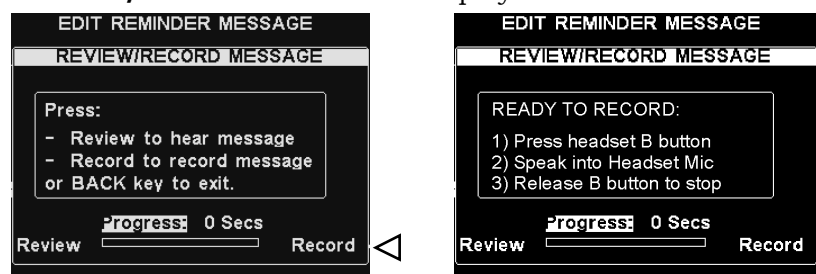 EDIT REMINDER MESSAGE
REVIEW/RECORD MESSAGE
Press:
- Review to hear message
- Record to record message
or BACK key to exit.
Progress: 0 Secs
Review Record
EDIT REMINDER MESSAGE
REVIEW/RECORD MESSAGE
READY TO RECORD:
1) Press headset B button
2) Speak into Headset Mic
3) Release B button to stop
Progress: 0 Secs
Review Record